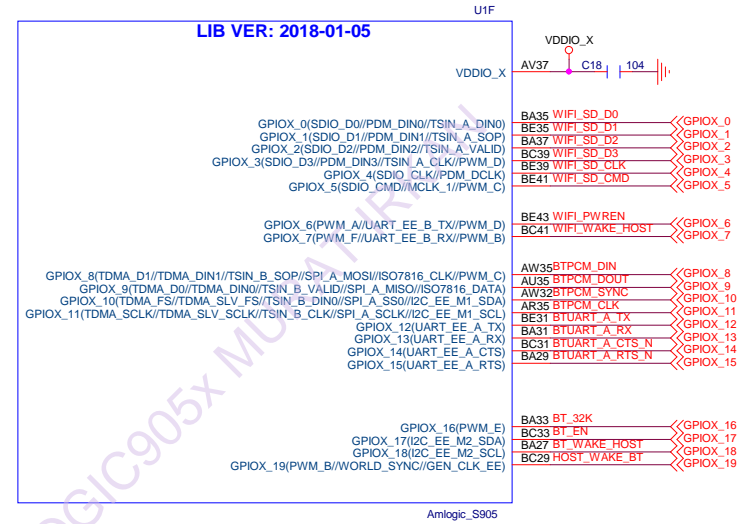 U1F
LIB VER: 2018-01-05
VDDIO_X
VDDIO_X AV37 C18 104
GPIOX_0(SDIO_D0//PDM_DIN0//TSIN_A_DIN0) BA35 WIFI_SD_D0 GPIOX_0
GPIOX_1(SDIO_D1//PDM_DIN1//TSIN_A_SOP) BE35 WIFI_SD_D1 GPIOX_1
GPIOX_2(SDIO_D2//PDM_DIN2//TSIN_A_VALID) BA37 WIFI_SD_D2 GPIOX_2
GPIOX_3(SDIO_D3//PDM_DIN3//TSIN_A_CLK//PWM_D) BC39 WIFI_SD_D3 GPIOX_3
GPIOX_4(SDIO_CLK//PDM_DCLK) BE39 WIFI_SD_CLK GPIOX_4
GPIOX_5(SDIO_CMD//MCLK_1//PWM_C) BE41 WIFI_SD_CMD GPIOX_5
GPIOX_6(PWM_A//UART_EE_B_TX//PWM_D) BE43 WIFI_PWREN GPIOX_6
GPIOX_7(PWM_F//UART_EE_B_RX//PWM_B) BC41 WIFI_WAKE_HOST GPIOX_7
GPIOX_8(TDMA_D1//TDMA_DIN1//TSIN_B_SOP//SPI_A_MOSI//ISO7816_CLK//PWM_C) AW35 BTPCM_DIN GPIOX_8
GPIOX_9(TDMA_D0//TDMA_DIN0//TSIN_B_VALID//SPI_A_MISO//ISO7816_DATA) AU35 BTPCM_DOUT GPIOX_9
GPIOX_10(TDMA_FS//TDMA_SLV_FS//TSIN_B_DIN0//SPI_A_SS0//I2C_EE_M1_SDA) AW32 BTPCM_SYNC GPIOX_10
GPIOX_11(TDMA_SCLK//TDMA_SLV_SCLK//TSIN_B_CLK//SPI_A_SCLK//I2C_EE_M1_SCL) AR35 BTPCM_CLK GPIOX_11
GPIOX_12(UART_EE_A_TX) BE31 BTUART_A_TX GPIOX_12
GPIOX_13(UART_EE_A_RX) BA31 BTUART_A_RX GPIOX_13
GPIOX_14(UART_EE_A_CTS) BC31 BTUART_A_CTS_N GPIOX_14
GPIOX_15(UART_EE_A_RTS) BA29 BTUART_A_RTS_N GPIOX_15
GPIOX_16(PWM_E) BA33 BT_32K GPIOX_16
GPIOX_17(I2C_EE_M2_SDA) BC33 BT_EN GPIOX_17
GPIOX_18(I2C_EE_M2_SCL) BA27 BT_WAKE_HOST GPIOX_18
GPIOX_19(PWM_B//WORLD_SYNC//GEN_CLK_EE) BC29 HOST_WAKE_BT GPIOX_19
Amlogic_S905